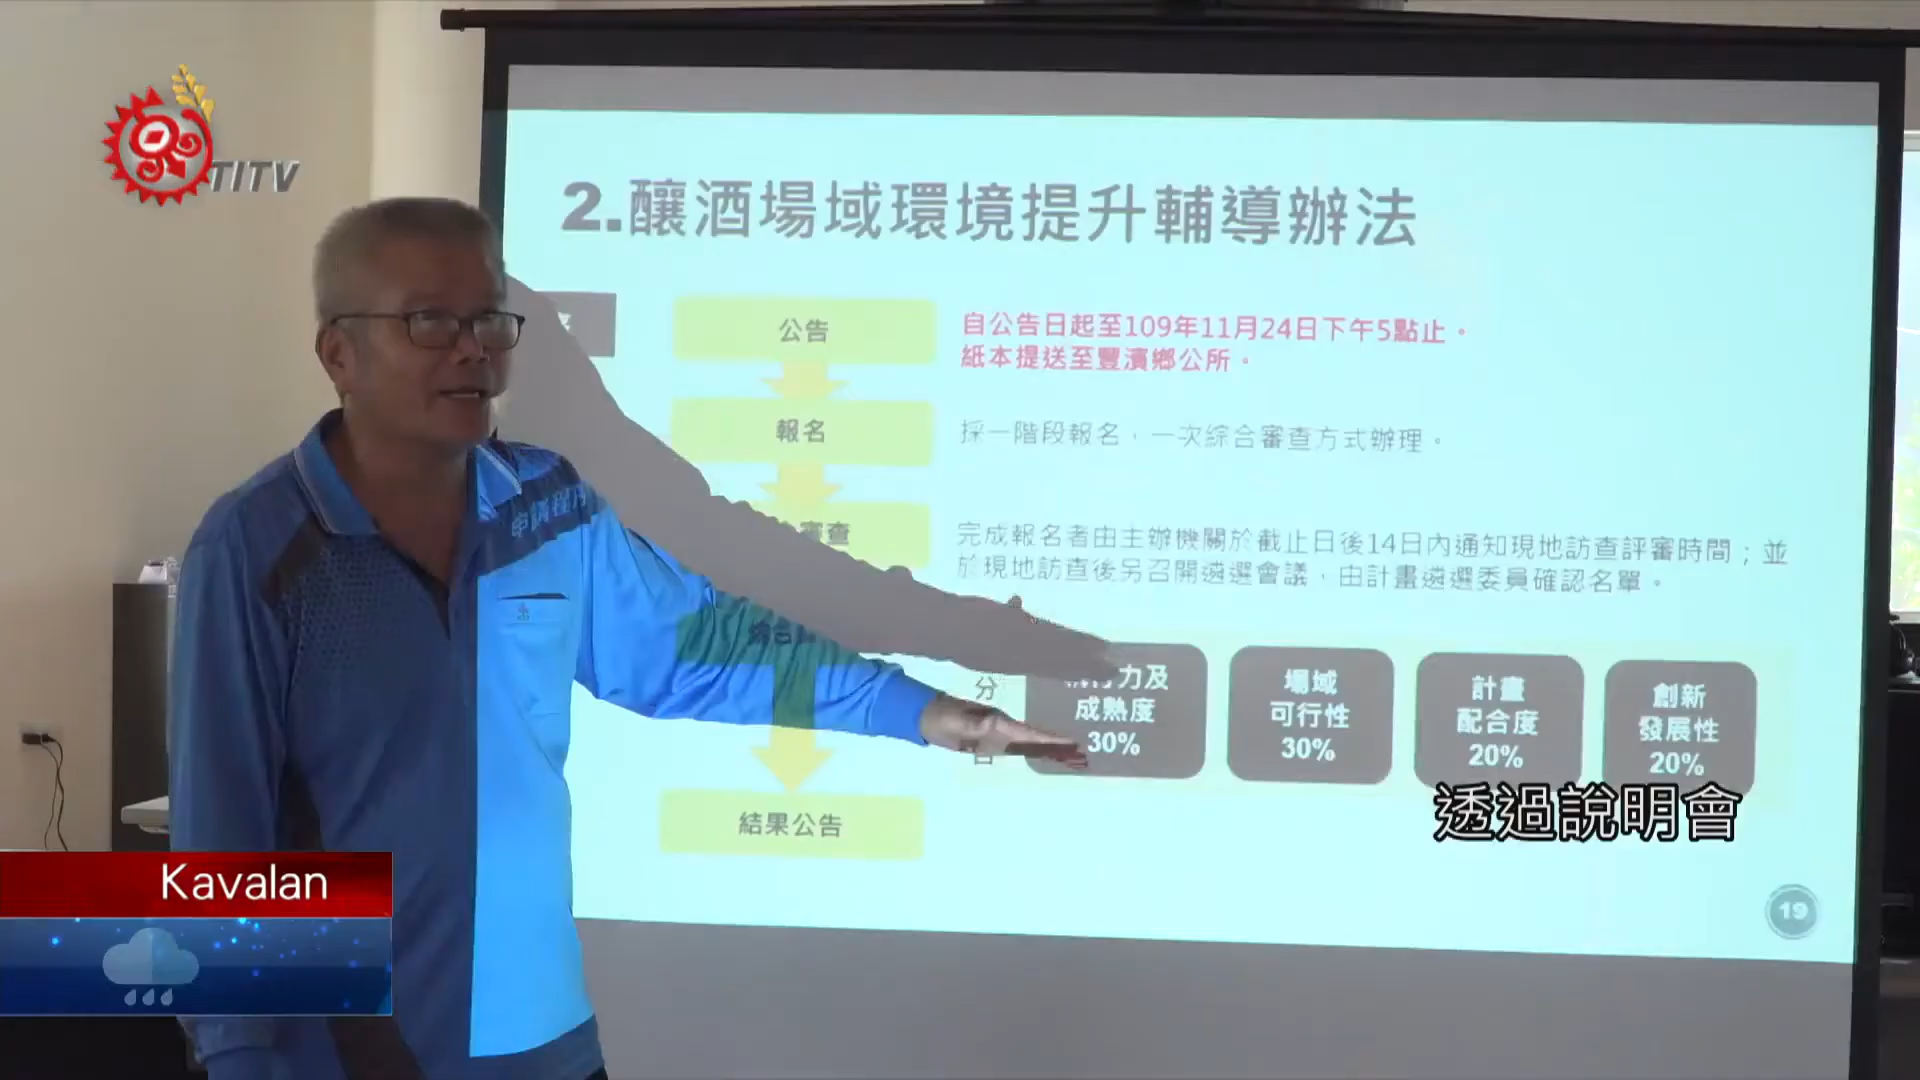 TITV
2.釀酒場域環境提升輔導辦法
公告
自公告日起至109年11月24日下午5點止。
紙本提送至豐濱鄉公所。
報名
採一階段報名，一次綜合審查方式辦理。
審查
完成報名者由主辦機關於截止日後14日內通知現地訪查評審時間；並
於現地訪查後另召開遴選會議，由計畫遴選委員確認名單。
申請程序
綜合
分
力及
成熟度
30%
場域
可行性
30%
計畫
配合度
20%
創新
發展性
20%
結果公告
透過說明會
19
Kavalan